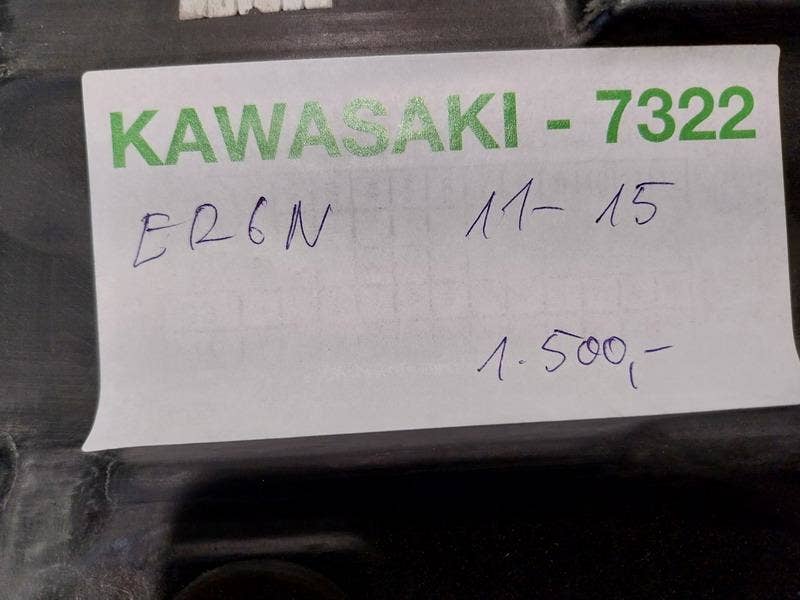 KAWASAKI - 7322
ER6N 11-15
1.500,-